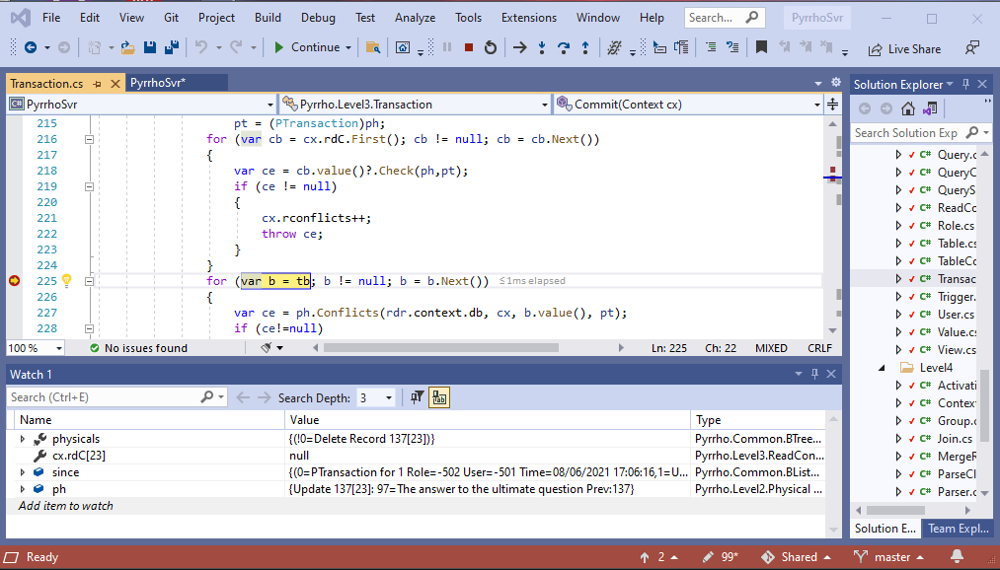 File Edit View Git Project Build Debug Test Analyze Tools Extensions Window Help Search... PyrrhoSvr
Continue Live Share
Transaction.cs PyrrhoSvr*
PyrrhoSvr Pyrrho.Level3.Transaction Commit(Context cx)
215 pt = (PTransaction)ph;
216 for (var cb = cx.rdC.First(); cb != null; cb = cb.Next())
217 {
218 var ce = cb.value()?.Check(ph,pt);
219 if (ce != null)
220 {
221 cx.rconflicts++;
222 throw ce;
223 }
224 }
225 for (var b = tb; b != null; b = b.Next()) ≤1ms elapsed
226 {
227 var ce = ph.Conflicts(rdr.context.db, cx, b.value(), pt);
228 if (ce!=null)
100 % No issues found Ln: 225 Ch: 22 MIXED CRLF
Watch 1
Search (Ctrl+E) Search Depth: 3
Name Value Type
physicals {(!0=Delete Record 137[23])} Pyrrho.Common.BTree...
cx.rdC[23] null Pyrrho.Level3.ReadCon...
since {(0=PTransaction for 1 Role=-502 User=-501 Time=08/06/2021 17:06:16,1=U... Pyrrho.Common.BList...
ph {Update 137[23]: 97=The answer to the ultimate question Prev:137} Pyrrho.Level2.Physical ...
Add item to watch
Solution Explorer
Search Solution Exp
C# Query.c
C# QueryC
C# QueryS
C# ReadCo
C# Role.cs
C# Table.cs
C# TableCo
C# Transac
C# Trigger.
C# User.cs
C# Value.cs
C# View.cs
Level4
C# Activati
C# Context
C# Group.c
C# Join.cs
C# MergeR
C# ParseCl
C# Parser.c
Solution E... Team Expl...
Ready 2 99* Shared master